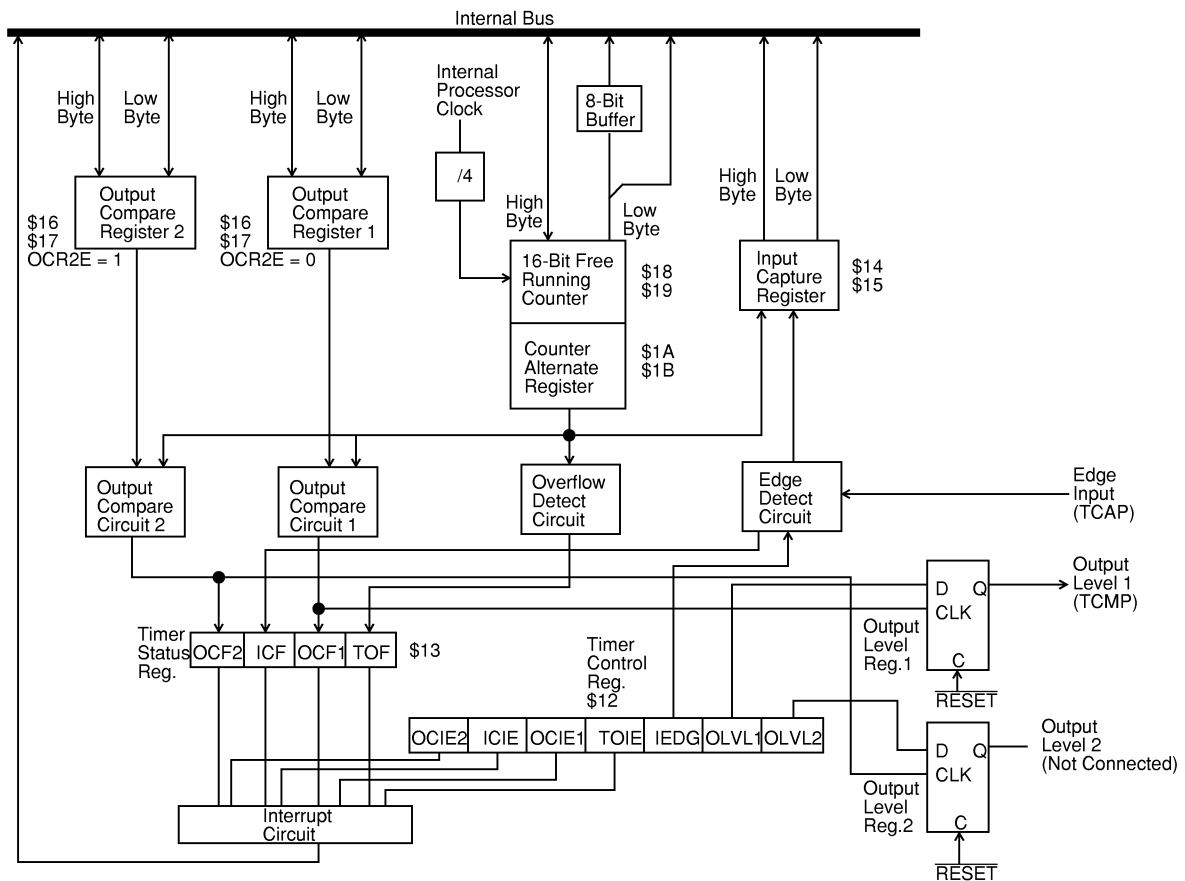 Internal Bus
High
Byte
Low
Byte
High
Byte
Low
Byte
Internal
Processor
Clock
/4
8-Bit
Buffer
High
Byte
Low
Byte
High
Byte
Low
Byte
Output
Compare
Register 2
$16
$17
OCR2E = 1
Output
Compare
Register 1
$16
$17
OCR2E = 0
16-Bit Free
Running
Counter
$18
$19
Counter
Alternate
Register
$1A
$1B
Input
Capture
Register
$14
$15
Output
Compare
Circuit 2
Output
Compare
Circuit 1
Overflow
Detect
Circuit
Edge
Detect
Circuit
Edge
Input
(TCAP)
Output
Level 1
(TCMP)
D
Q
CLK
C
Output
Level
Reg.1
RESET
Timer
Status
Reg.
OCF2
ICF
OCF1
TOF
$13
Timer
Control
Reg.
$12
OCIE2
ICIE
OCIE1
TOIE
IEDG
OLVL1
OLVL2
Output
Level 2
(Not Connected)
D
Q
CLK
C
Output
Level
Reg.2
RESET
Interrupt
Circuit